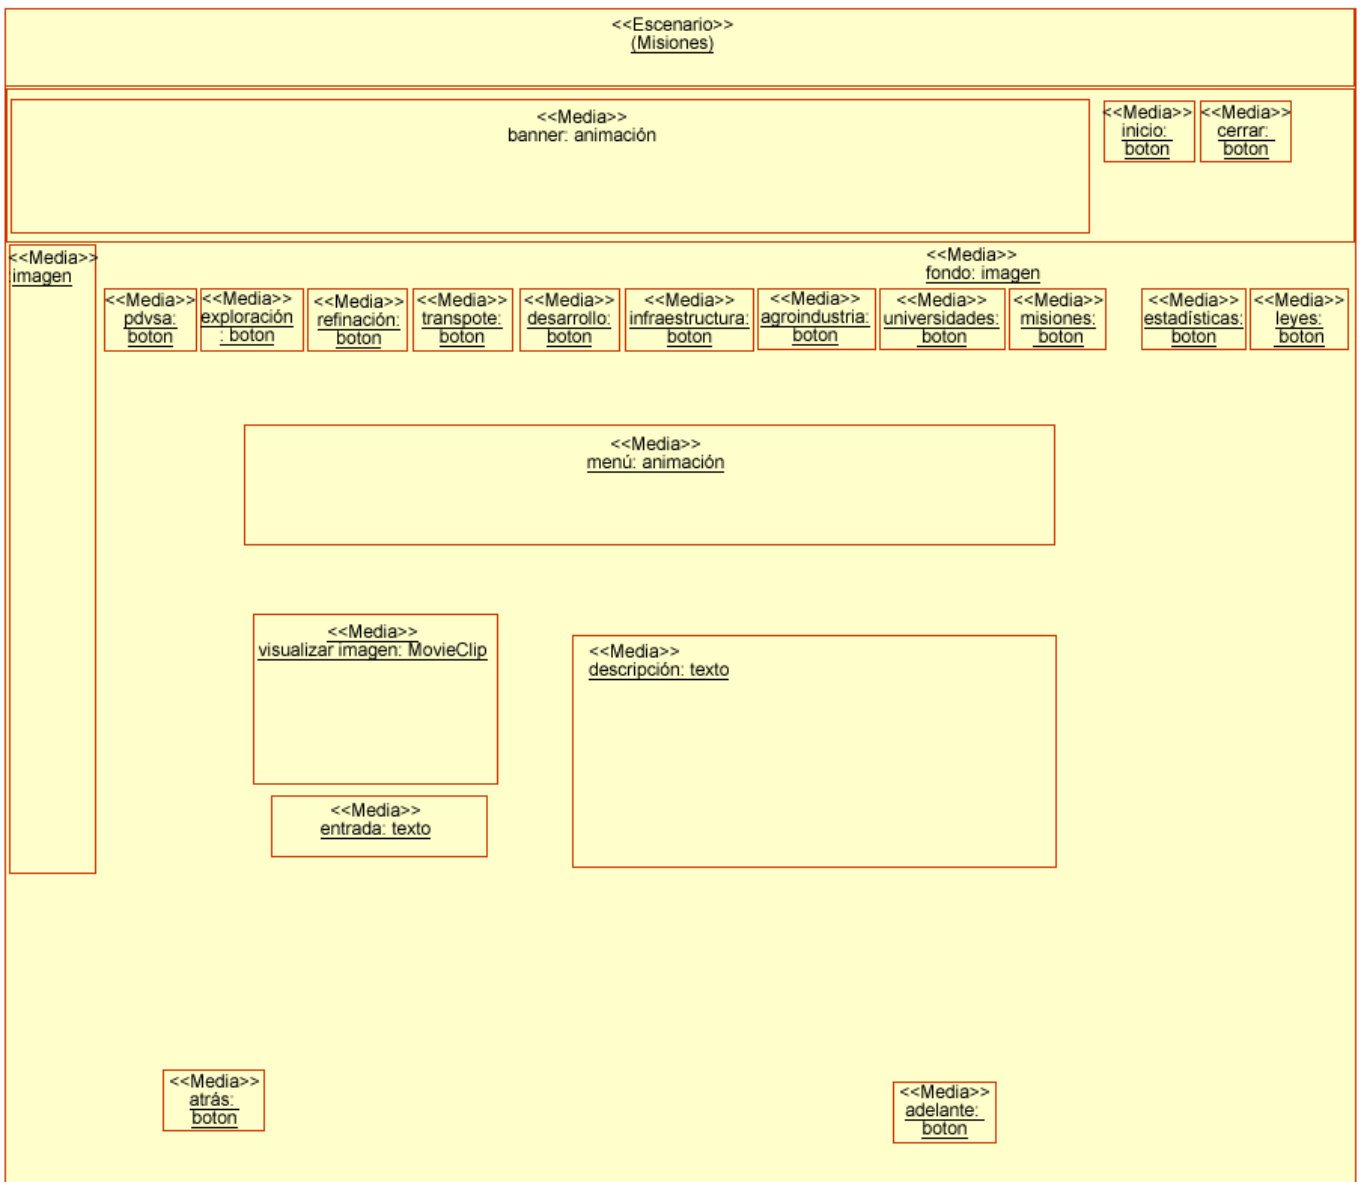 <<Escenario>>
(Misiones)
<<Media>>
banner: animación
<<Media>>
inicio:
boton
<<Media>>
cerrar:
boton
<<Media>>
:imagen
<<Media>>
fondo: imagen
<<Media>>
pdvsa:
boton
<<Media>>
exploración
: boton
<<Media>>
refinación:
boton
<<Media>>
transpote:
boton
<<Media>>
desarrollo:
boton
<<Media>>
infraestructura:
boton
<<Media>>
agroindustria:
boton
<<Media>>
universidades:
boton
<<Media>>
misiones:
boton
<<Media>>
estadísticas:
boton
<<Media>>
leyes:
boton
<<Media>>
menú: animación
<<Media>>
visualizar imagen: MovieClip
<<Media>>
descripción: texto
<<Media>>
entrada: texto
<<Media>>
atrás:
boton
<<Media>>
adelante:
boton